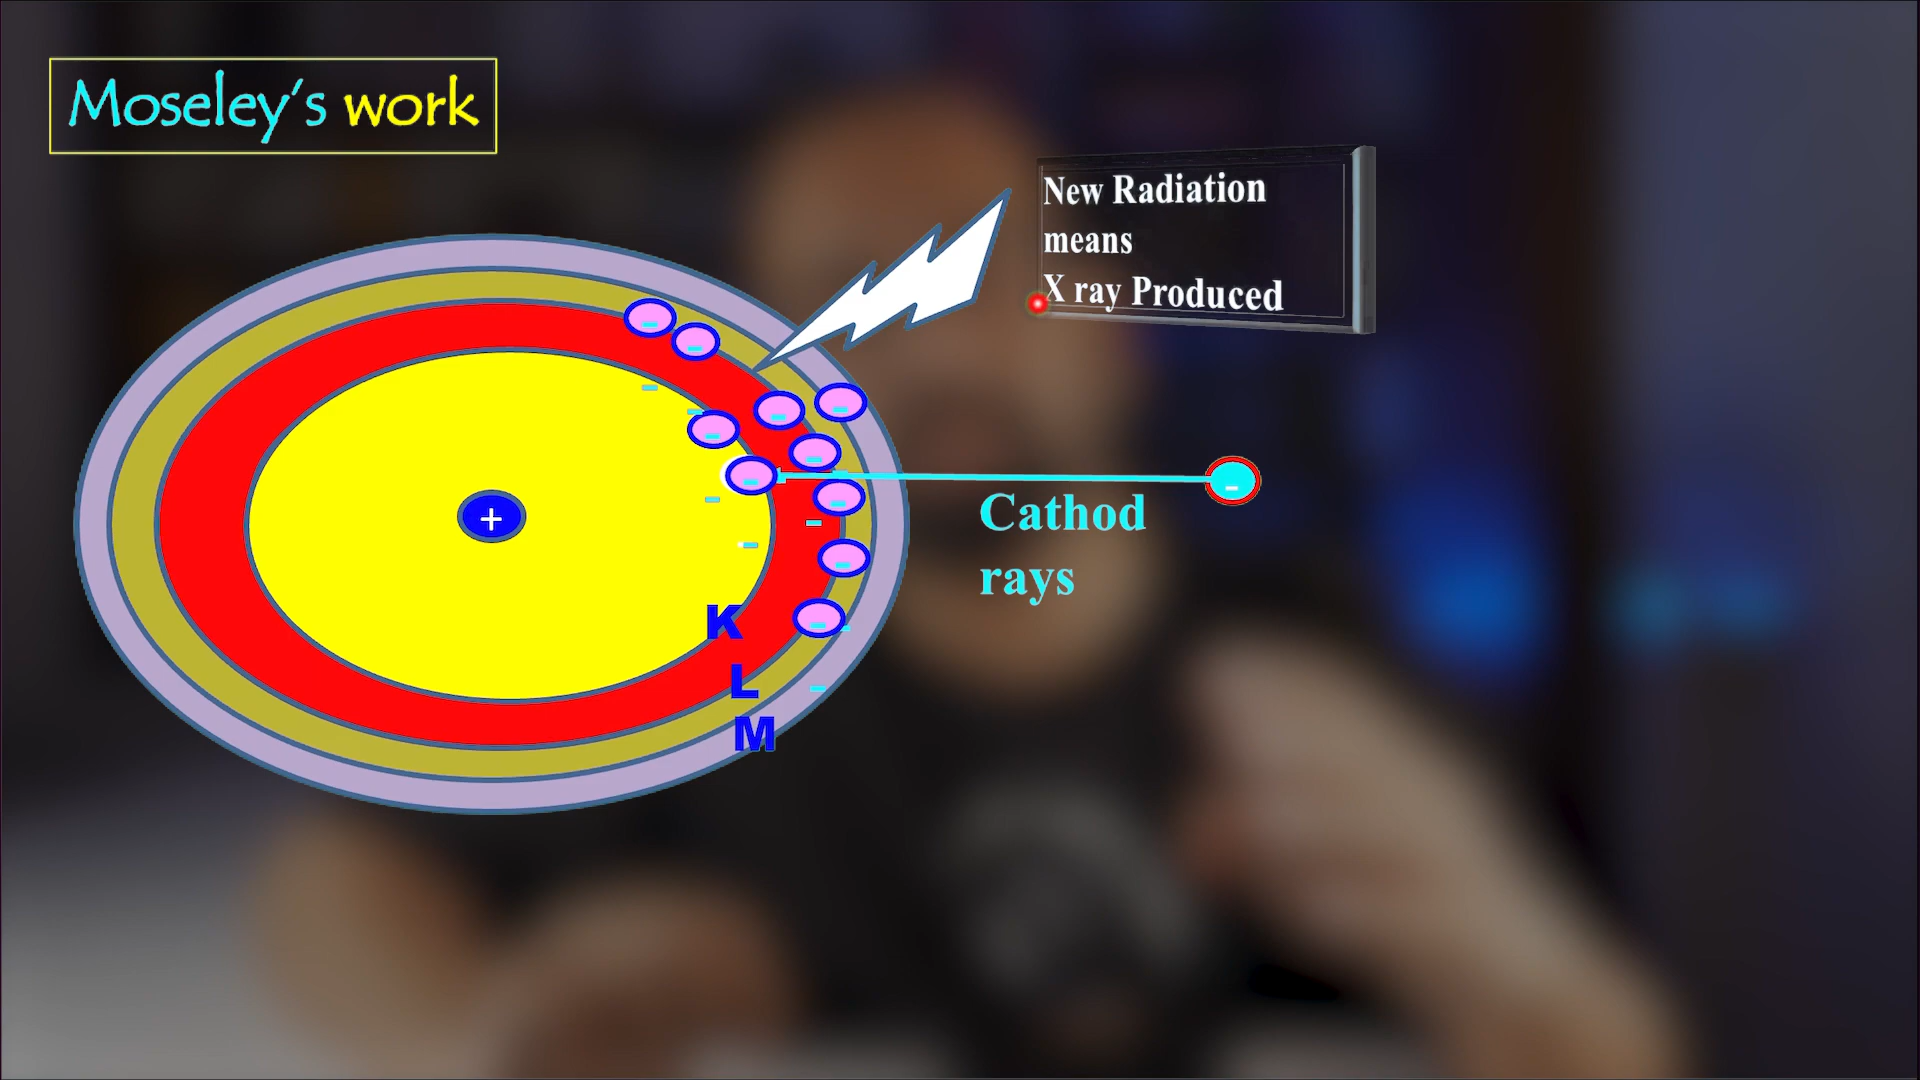 Moseley's work
New Radiation
means
X ray Produced
+
Cathod
rays
K
L
M